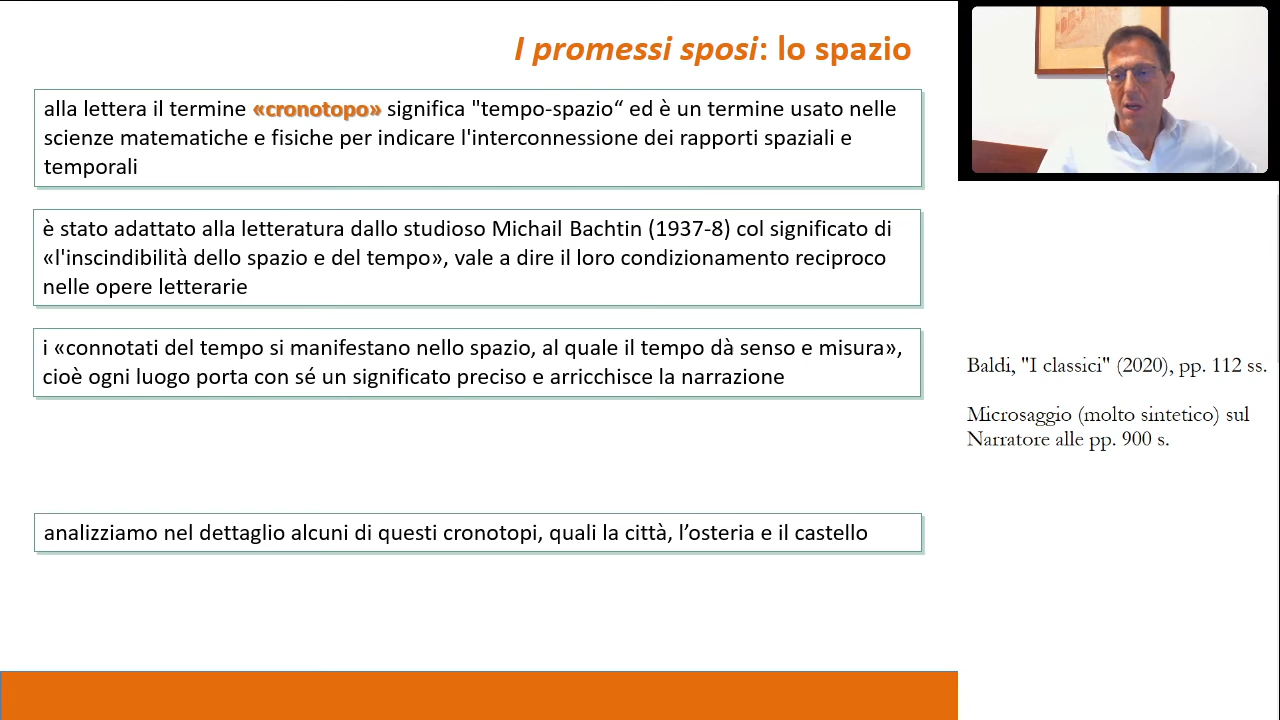 I promessi sposi: lo spazio
alla lettera il termine «cronotopo» significa "tempo-spazio“ ed è un termine usato nelle
scienze matematiche e fisiche per indicare l'interconnessione dei rapporti spaziali e
temporali
è stato adattato alla letteratura dallo studioso Michail Bachtin (1937-8) col significato di
«l'inscindibilità dello spazio e del tempo», vale a dire il loro condizionamento reciproco
nelle opere letterarie
i «connotati del tempo si manifestano nello spazio, al quale il tempo dà senso e misura»,
cioè ogni luogo porta con sé un significato preciso e arricchisce la narrazione
analizziamo nel dettaglio alcuni di questi cronotopi, quali la città, l’osteria e il castello
Baldi, "I classici" (2020), pp. 112 ss.
Microsaggio (molto sintetico) sul
Narratore alle pp. 900 s.